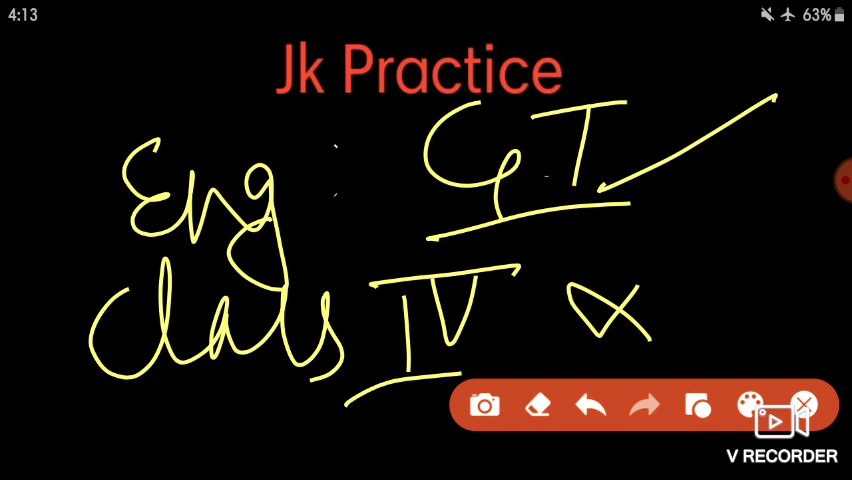 4:13
63%
Jk Practice
Eng : GT
Class IV
V RECORDER